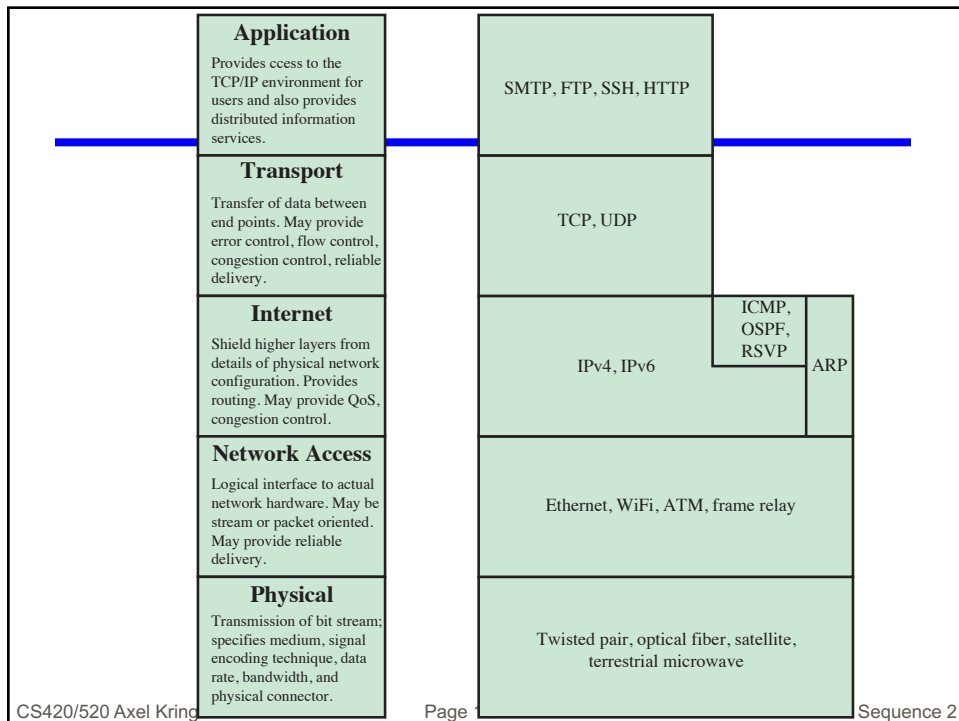 Application
Provides ccess to the
TCP/IP environment for
users and also provides
distributed information
services.
SMTP, FTP, SSH, HTTP
Transport
Transfer of data between
end points. May provide
error control, flow control,
congestion control, reliable
delivery.
TCP, UDP
Internet
Shield higher layers from
details of physical network
configuration. Provides
routing. May provide QoS,
congestion control.
IPv4, IPv6
ICMP,
OSPF,
RSVP
ARP
Network Access
Logical interface to actual
network hardware. May be
stream or packet oriented.
May provide reliable
delivery.
Ethernet, WiFi, ATM, frame relay
Physical
Transmission of bit stream;
specifies medium, signal
encoding technique, data
rate, bandwidth, and
physical connector.
Twisted pair, optical fiber, satellite,
terrestrial microwave
CS420/520 Axel Kring
Page 1
Sequence 2